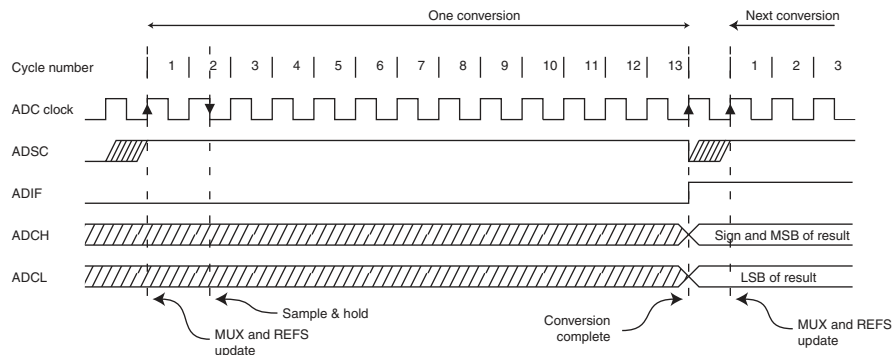 One conversion
Next conversion
Cycle number 1 2 3 4 5 6 7 8 9 10 11 12 13 1 2 3
ADC clock
ADSC
ADIF
ADCH
Sign and MSB of result
ADCL
LSB of result
Sample & hold
MUX and REFS
update
Conversion
complete
MUX and REFS
update